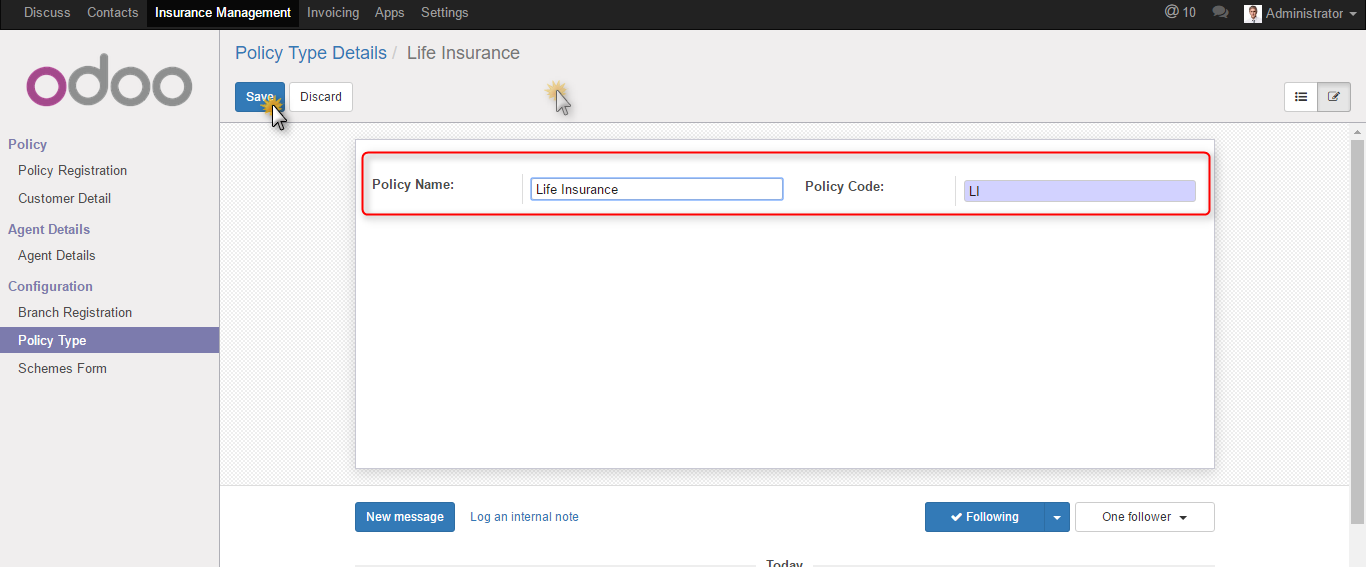 Discuss Contacts Insurance Management Invoicing Apps Settings @ 10 Administrator
odoo
Policy Type Details / Life Insurance
Save Discard
Policy
Policy Registration
Customer Detail
Agent Details
Agent Details
Configuration
Branch Registration
Policy Type
Schemes Form
Policy Name: Life Insurance Policy Code: LI
New message Log an internal note Following One follower
Today